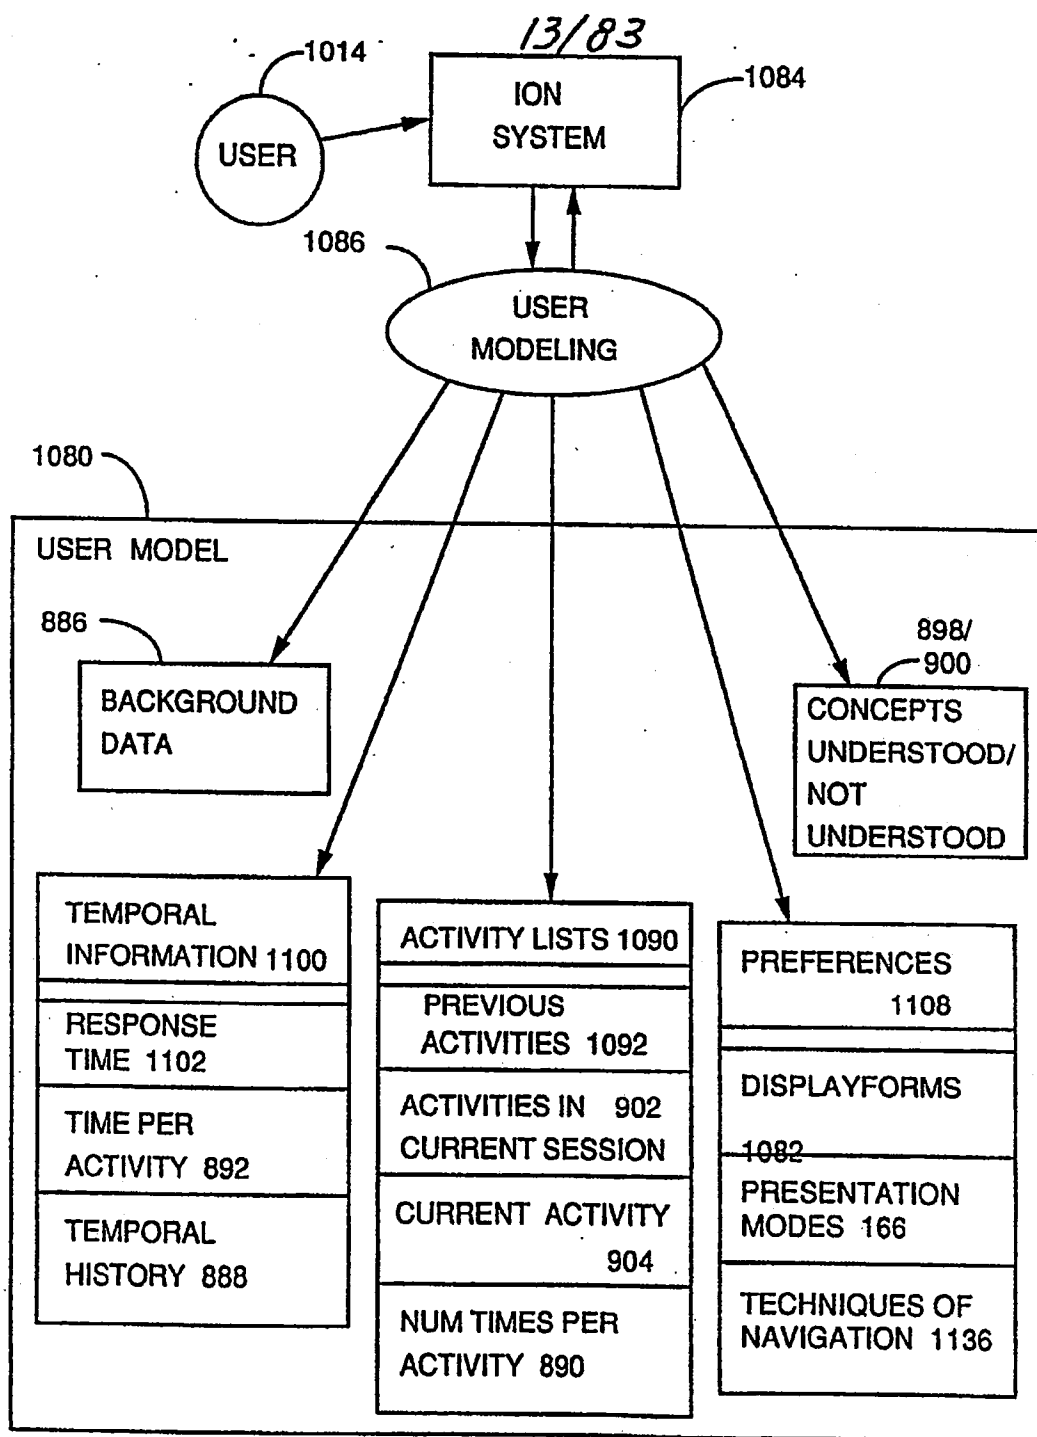 13/83
1014
ION
SYSTEM
1084
USER
1086
USER
MODELING
1080
USER MODEL
886
BACKGROUND
DATA
898/
900
CONCEPTS
UNDERSTOOD/
NOT
UNDERSTOOD
TEMPORAL
INFORMATION 1100
RESPONSE
TIME 1102
TIME PER
ACTIVITY 892
TEMPORAL
HISTORY 888
ACTIVITY LISTS 1090
PREVIOUS
ACTIVITIES 1092
ACTIVITIES IN 902
CURRENT SESSION
CURRENT ACTIVITY
904
NUM TIMES PER
ACTIVITY 890
PREFERENCES
1108
DISPLAYFORMS
1082
PRESENTATION
MODES 166
TECHNIQUES OF
NAVIGATION 1136